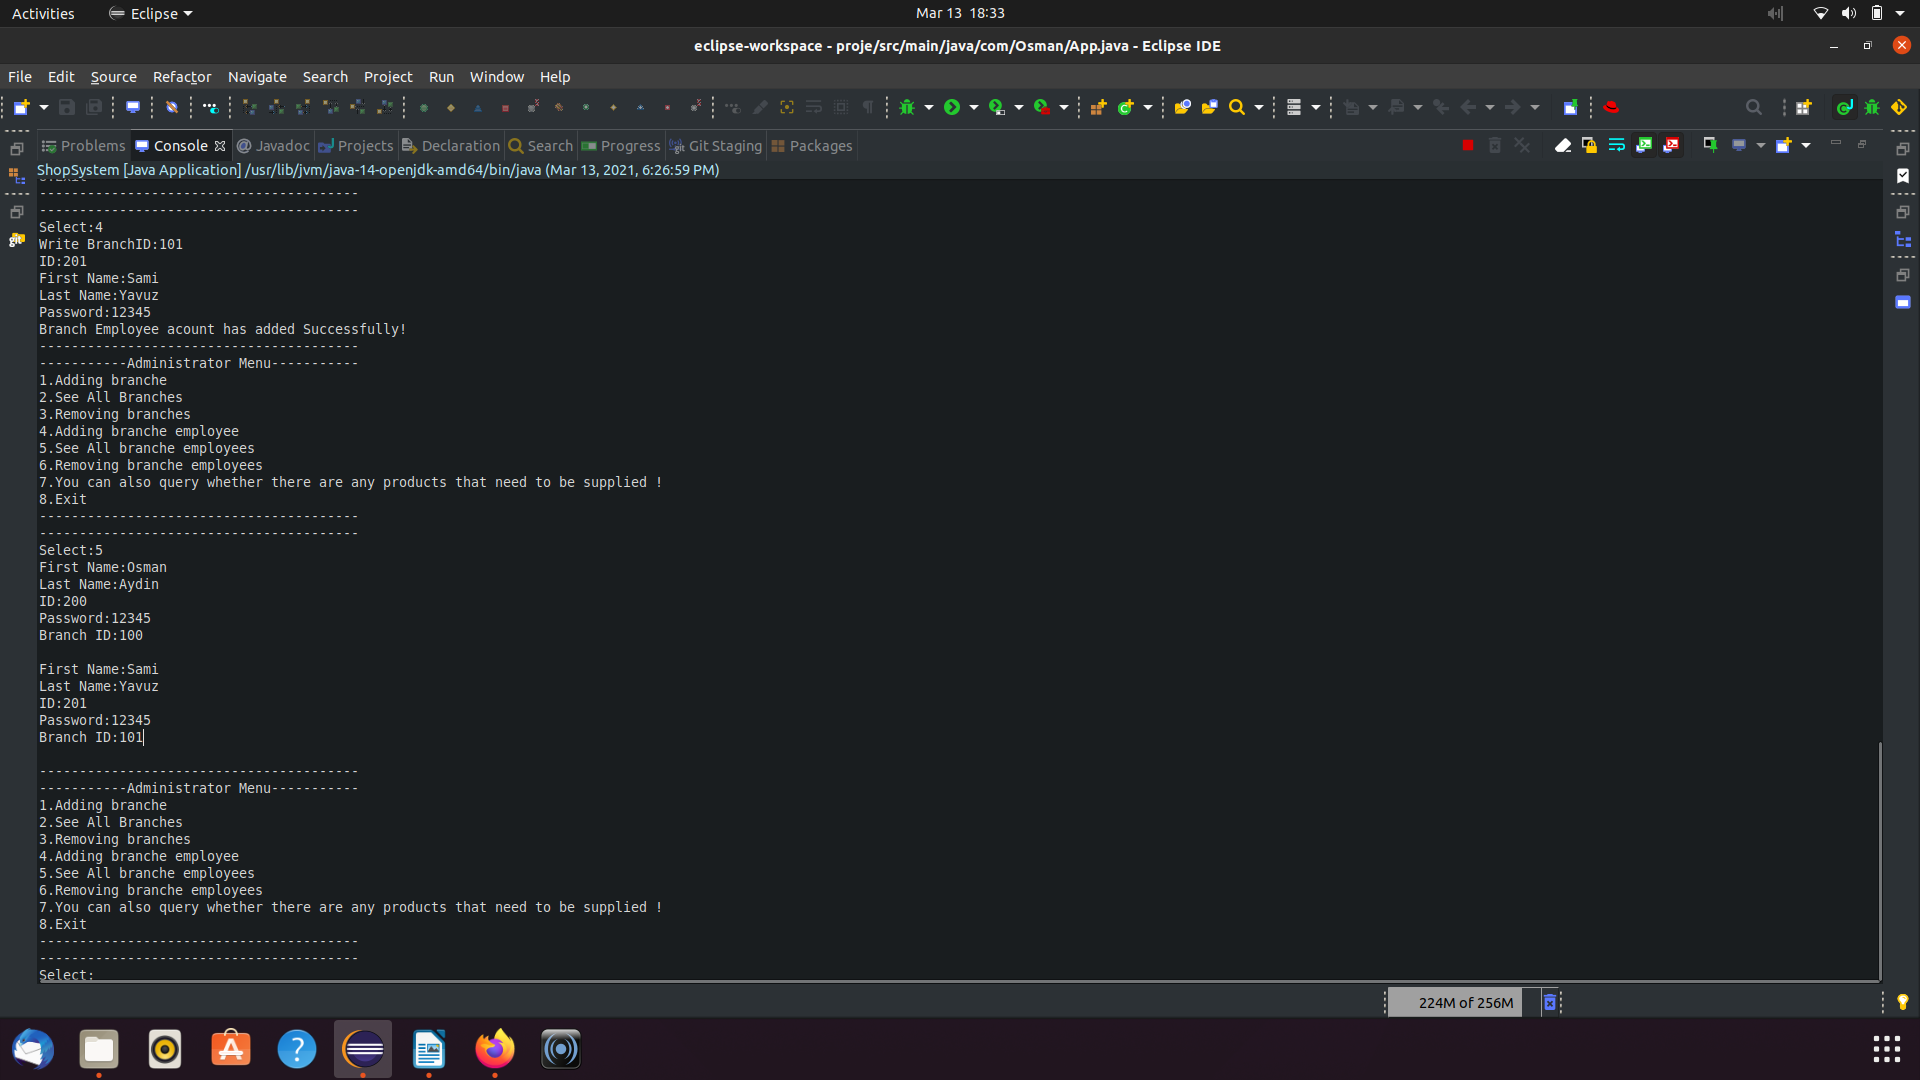 Activities
Eclipse
Mar 13 18:33
eclipse-workspace - proje/src/main/java/com/Osman/App.java - Eclipse IDE
File Edit Source Refactor Navigate Search Project Run Window Help
Problems Console Javadoc Projects Declaration Search Progress Git Staging Packages
ShopSystem [Java Application] /usr/lib/jvm/java-14-openjdk-amd64/bin/java (Mar 13, 2021, 6:26:59 PM)
----------------------------------------
----------------------------------------
Select:4
Write BranchID:101
ID:201
First Name:Sami
Last Name:Yavuz
Password:12345
Branch Employee acount has added Successfully!
----------------------------------------
-----------Administrator Menu-----------
1.Adding branche
2.See All Branches
3.Removing branches
4.Adding branche employee
5.See All branche employees
6.Removing branche employees
7.You can also query whether there are any products that need to be supplied !
8.Exit
----------------------------------------
----------------------------------------
Select:5
First Name:Osman
Last Name:Aydin
ID:200
Password:12345
Branch ID:100
First Name:Sami
Last Name:Yavuz
ID:201
Password:12345
Branch ID:101
----------------------------------------
-----------Administrator Menu-----------
1.Adding branche
2.See All Branches
3.Removing branches
4.Adding branche employee
5.See All branche employees
6.Removing branche employees
7.You can also query whether there are any products that need to be supplied !
8.Exit
----------------------------------------
----------------------------------------
Select:
224M of 256M